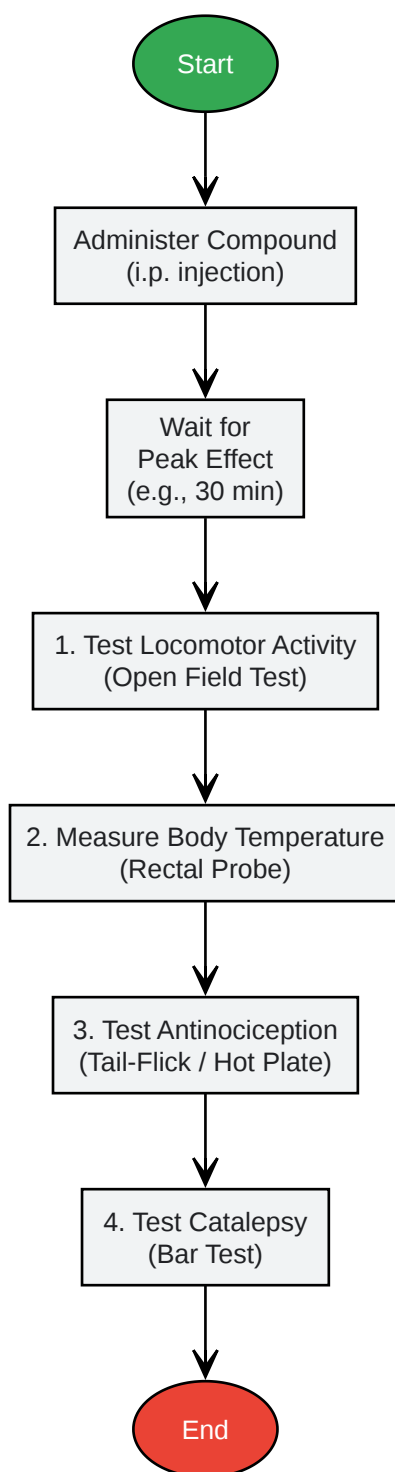 Start
Administer Compound
(i.p. injection)
Wait for
Peak Effect
(e.g., 30 min)
1. Test Locomotor Activity
(Open Field Test)
2. Measure Body Temperature
(Rectal Probe)
3. Test Antinociception
(Tail-Flick / Hot Plate)
4. Test Catalepsy
(Bar Test)
End